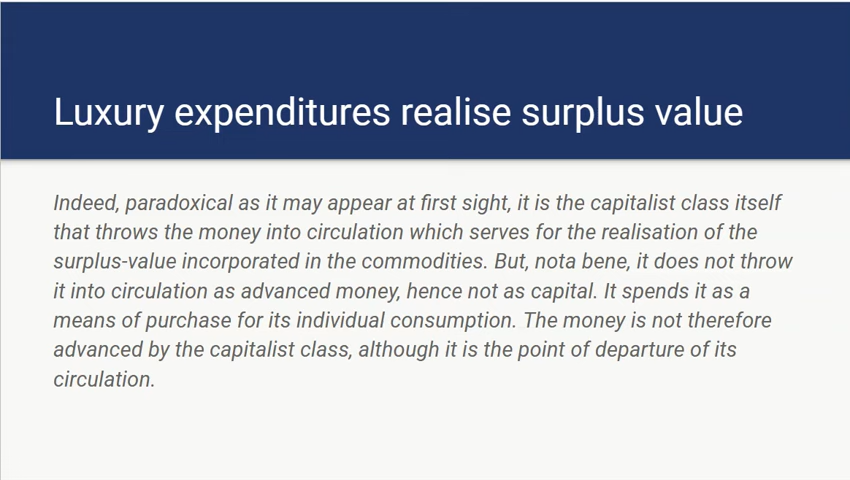 Luxury expenditures realise surplus value
Indeed, paradoxical as it may appear at first sight, it is the capitalist class itself
that throws the money into circulation which serves for the realisation of the
surplus-value incorporated in the commodities. But, nota bene, it does not throw
it into circulation as advanced money, hence not as capital. It spends it as a
means of purchase for its individual consumption. The money is not therefore
advanced by the capitalist class, although it is the point of departure of its
circulation.